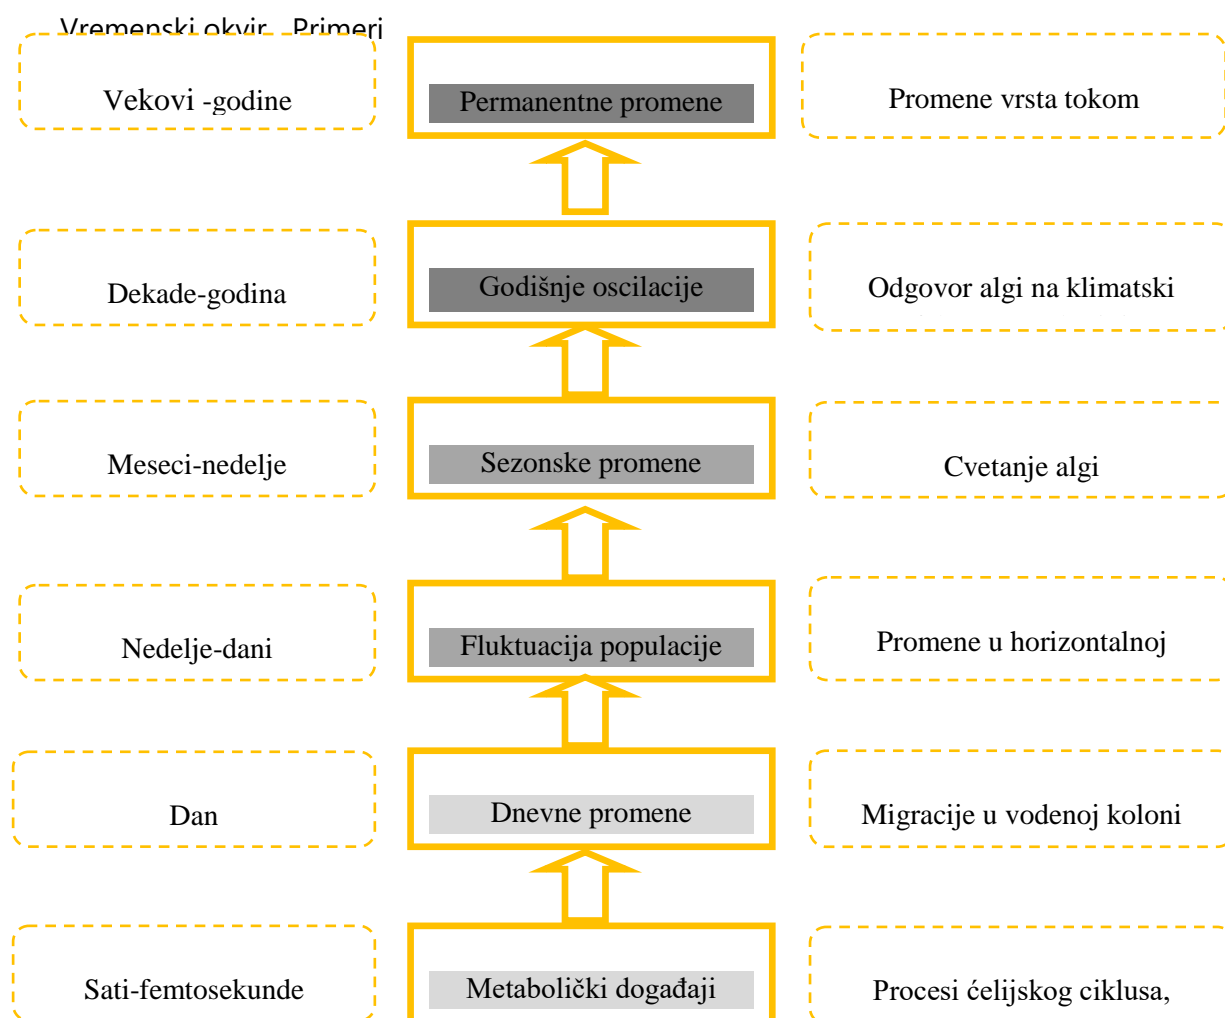 Vremenski okvir Primeri
Vekovi -godine
Permanentne promene
Promene vrsta tokom
Dekade-godina
Godišnje oscilacije
Odgovor algi na klimatski
Meseci-nedelje
Sezonske promene
Cvetanje algi
Nedelje-dani
Fluktuacija populacije
Promene u horizontalnoj
Dan
Dnevne promene
Migracije u vodenoj koloni
Sati-femtosekunde
Metabolički događaji
Procesi ćelijskog ciklusa,